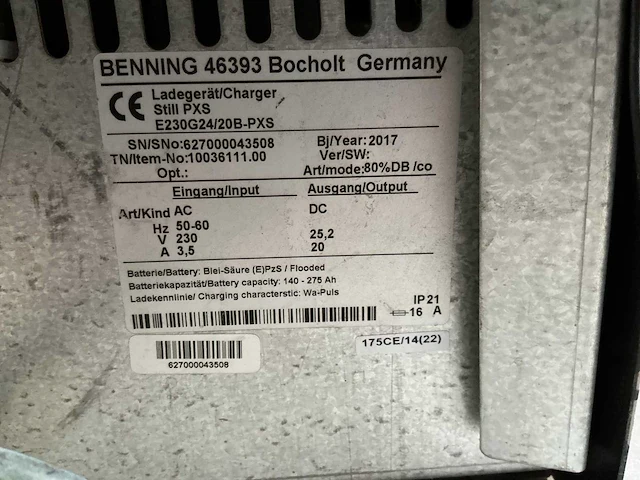 BENNING 46393 Bocholt Germany
CE Ladegerät/Charger
Still PXS
E230G24/20B-PXS
SN/SNo:627000043508 Bj/Year:2017
TN/Item-No:10036111.00 Ver/SW:
Opt.: Art/mode:80%DB /co
Eingang/Input Ausgang/Output
Art/Kind AC DC
Hz 50-60
V 230 25,2
A 3,5 20
Batterie/Battery: Blei-Säure (E)PzS / Flooded
Batteriekapazität/Battery capacity: 140 - 275 Ah
Ladekennlinie/ Charging characterstic: Wa-Puls
IP 21
16 A
627000043508
175CE/14(22)